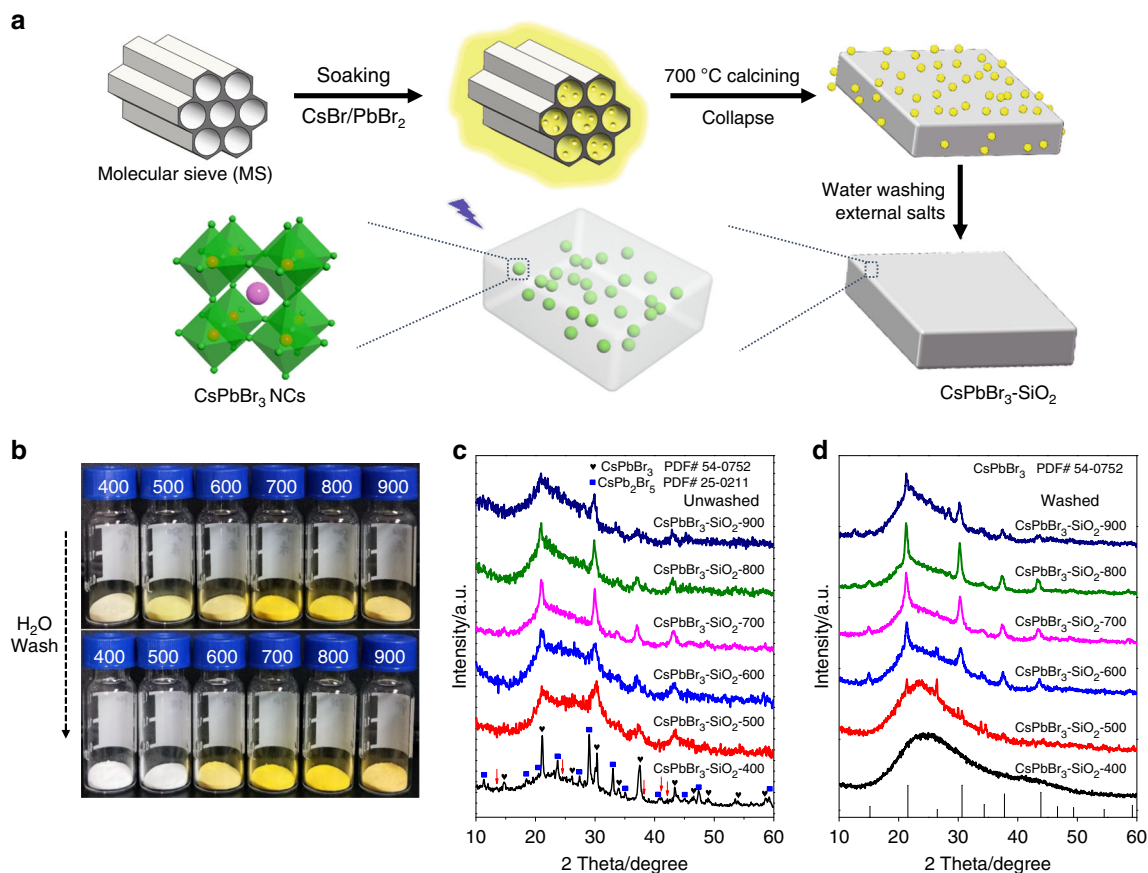 a
Soaking
CsBr/PbBr₂
700 °C calcining
Collapse
Molecular sieve (MS)
Water washing
external salts
CsPbBr₃ NCs
CsPbBr₃-SiO₂
b
400 500 600 700 800 900
H₂O
Wash
400 500 600 700 800 900
c
CsPbBr₃ PDF# 54-0752
CsPb₂Br₅ PDF# 25-0211
Unwashed
CsPbBr₃-SiO₂-900
CsPbBr₃-SiO₂-800
CsPbBr₃-SiO₂-700
CsPbBr₃-SiO₂-600
CsPbBr₃-SiO₂-500
CsPbBr₃-SiO₂-400
Intensity/a.u.
10 20 30 40 50 60
2 Theta/degree
d
CsPbBr₃ PDF# 54-0752
Washed
CsPbBr₃-SiO₂-900
CsPbBr₃-SiO₂-800
CsPbBr₃-SiO₂-700
CsPbBr₃-SiO₂-600
CsPbBr₃-SiO₂-500
CsPbBr₃-SiO₂-400
Intensity/a.u.
10 20 30 40 50 60
2 Theta/degree